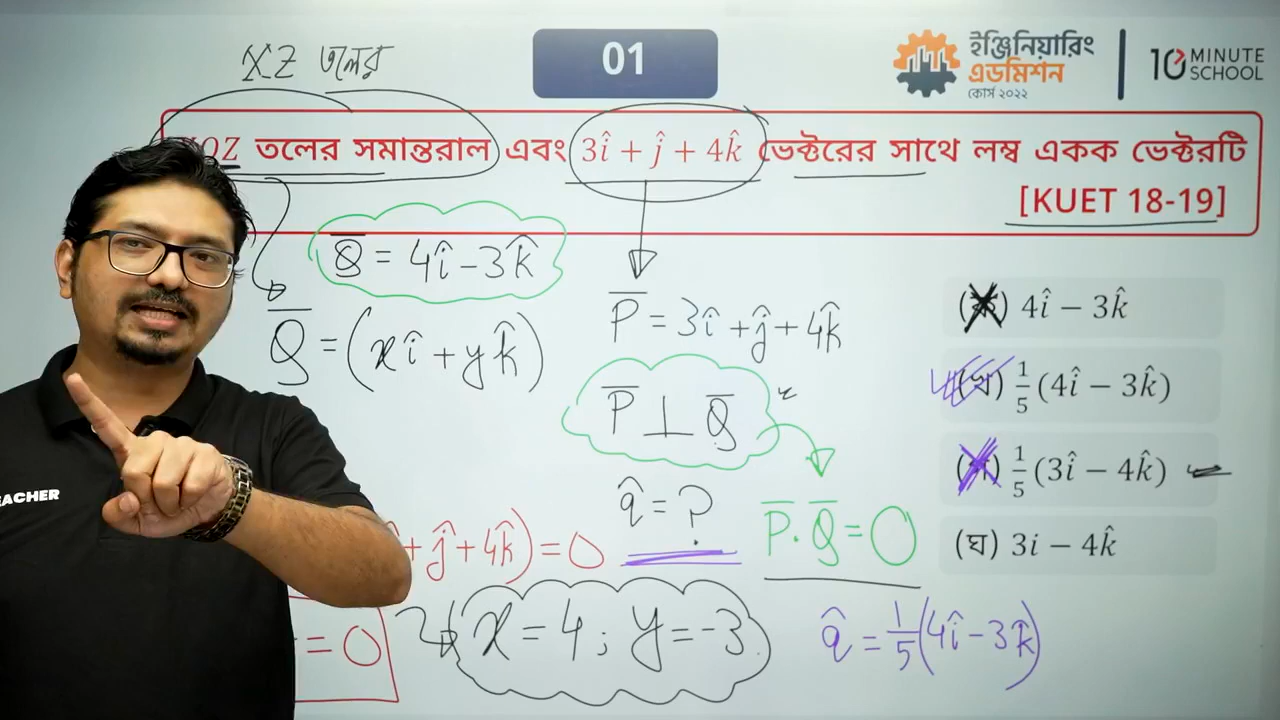 XZ তলের
01
ইঞ্জিনিয়ারিং
এডমিশন
কোর্স ২০২২
10 MINUTE
SCHOOL
OZ তলের সমান্তরাল এবং 3î + ĵ + 4k̂ ভেক্টরের সাথে লম্ব একক ভেক্টরটি
[KUET 18-19]
= 4î - 3k̂
Q̅ = (xî + yk̂)
P̅ = 3î + ĵ + 4k̂
P̅ ⊥ Q̅
q̂ = ?
P̅ . Q̅ = 0
+ ĵ + 4k̂) = 0
= 0
x = 4 ; y = -3
q̂ = 1/5 (4î - 3k̂)
(ক) 4î − 3k̂
(খ) 1/5 (4î − 3k̂)
(গ) 1/5 (3î − 4k̂)
(ঘ) 3i − 4k̂
EACHER